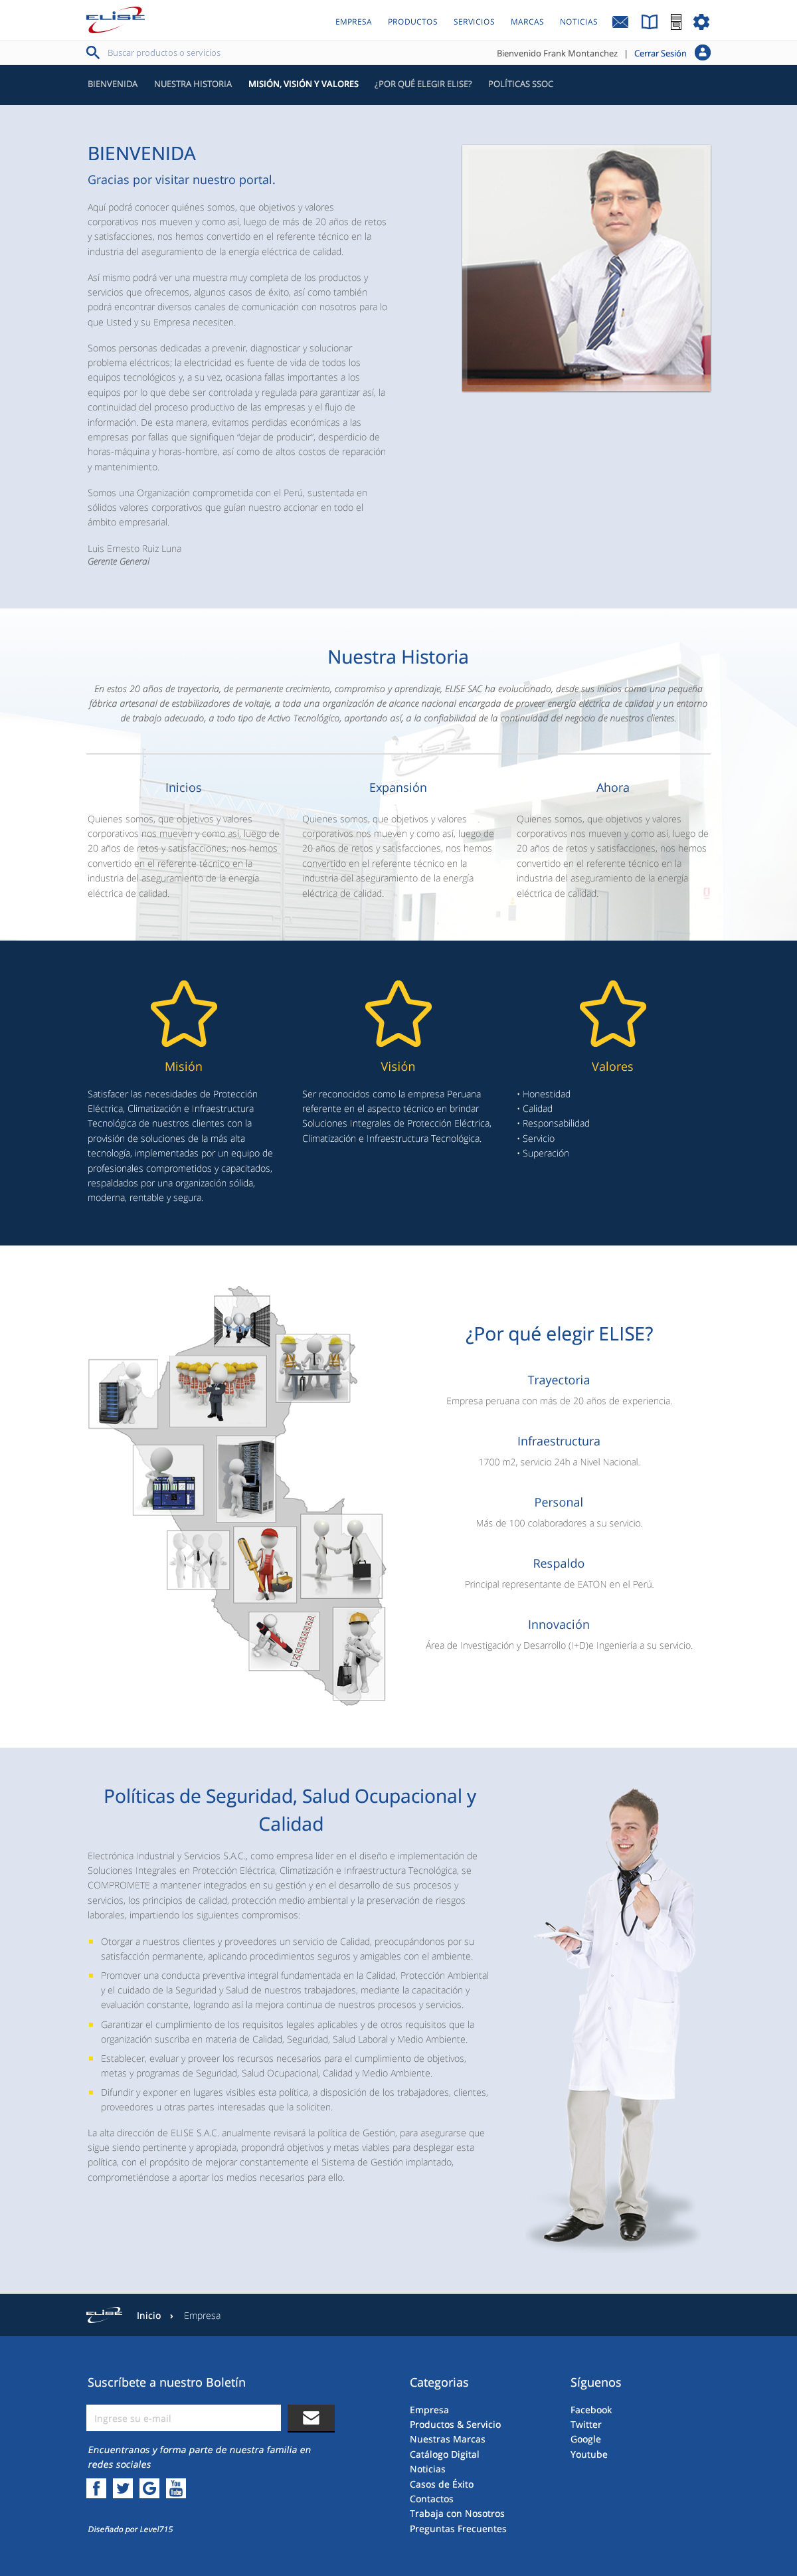 ELISE
EMPRESA PRODUCTOS SERVICIOS MARCAS NOTICIAS
Buscar productos o servicios
Bienvenido Frank Montanchez | Cerrar Sesión
BIENVENIDA NUESTRA HISTORIA MISIÓN, VISIÓN Y VALORES ¿POR QUÉ ELEGIR ELISE? POLÍTICAS SSOC
BIENVENIDA
Gracias por visitar nuestro portal.
Aquí podrá conocer quiénes somos, que objetivos y valores
corporativos nos mueven y como así, luego de más de 20 años de retos
y satisfacciones, nos hemos convertido en el referente técnico en la
industria del aseguramiento de la energía eléctrica de calidad.
Así mismo podrá ver una muestra muy completa de los productos y
servicios que ofrecemos, algunos casos de éxito, así como también
podrá encontrar diversos canales de comunicación con nosotros para lo
que Usted y su Empresa necesiten.
Somos personas dedicadas a prevenir, diagnosticar y solucionar
problema eléctricos; la electricidad es fuente de vida de todos los
equipos tecnológicos y, a su vez, ocasiona fallas importantes a los
equipos por lo que debe ser controlada y regulada para garantizar así, la
continuidad del proceso productivo de las empresas y el flujo de
información. De esta manera, evitamos perdidas económicas a las
empresas por fallas que signifiquen "dejar de producir", desperdicio de
horas-máquina y horas-hombre, así como de altos costos de reparación
y mantenimiento.
Somos una Organización comprometida con el Perú, sustentada en
sólidos valores corporativos que guían nuestro accionar en todo el
ámbito empresarial.
Luis Ernesto Ruiz Luna
Gerente General
Nuestra Historia
En estos 20 años de trayectoria, de permanente crecimiento, compromiso y aprendizaje, ELISE SAC ha evolucionado, desde sus inicios como una pequeña
fábrica artesanal de estabilizadores de voltaje, a toda una organización de alcance nacional encargada de proveer energía eléctrica de calidad y un entorno
de trabajo adecuado, a todo tipo de Activo Tecnológico, aportando así, a la confiabilidad de la continuidad del negocio de nuestros clientes.
Inicios
Quienes somos, que objetivos y valores
corporativos nos mueven y como así, luego de
20 años de retos y satisfacciones, nos hemos
convertido en el referente técnico en la
industria del aseguramiento de la energía
eléctrica de calidad.
Expansión
Quienes somos, que objetivos y valores
corporativos nos mueven y como así, luego de
20 años de retos y satisfacciones, nos hemos
convertido en el referente técnico en la
industria del aseguramiento de la energía
eléctrica de calidad.
Ahora
Quienes somos, que objetivos y valores
corporativos nos mueven y como así, luego de
20 años de retos y satisfacciones, nos hemos
convertido en el referente técnico en la
industria del aseguramiento de la energía
eléctrica de calidad.
Misión
Satisfacer las necesidades de Protección
Eléctrica, Climatización e Infraestructura
Tecnológica de nuestros clientes con la
provisión de soluciones de la más alta
tecnología, implementadas por un equipo de
profesionales comprometidos y capacitados,
respaldados por una organización sólida,
moderna, rentable y segura.
Visión
Ser reconocidos como la empresa Peruana
referente en el aspecto técnico en brindar
Soluciones Integrales de Protección Eléctrica,
Climatización e Infraestructura Tecnológica.
Valores
• Honestidad
• Calidad
• Responsabilidad
• Servicio
• Superación
¿Por qué elegir ELISE?
Trayectoria
Empresa peruana con más de 20 años de experiencia.
Infraestructura
1700 m2, servicio 24h a Nivel Nacional.
Personal
Más de 100 colaboradores a su servicio.
Respaldo
Principal representante de EATON en el Perú.
Innovación
Área de Investigación y Desarrollo (I+D)e Ingeniería a su servicio.
Políticas de Seguridad, Salud Ocupacional y
Calidad
Electrónica Industrial y Servicios S.A.C., como empresa líder en el diseño e implementación de
Soluciones Integrales en Protección Eléctrica, Climatización e Infraestructura Tecnológica, se
COMPROMETE a mantener integrados en su gestión y en el desarrollo de sus procesos y
servicios, los principios de calidad, protección medio ambiental y la preservación de riesgos
laborales, impartiendo los siguientes compromisos:
Otorgar a nuestros clientes y proveedores un servicio de Calidad, preocupándonos por su
satisfacción permanente, aplicando procedimientos seguros y amigables con el ambiente.
Promover una conducta preventiva integral fundamentada en la Calidad, Protección Ambiental
y el cuidado de la Seguridad y Salud de nuestros trabajadores, mediante la capacitación y
evaluación constante, logrando así la mejora continua de nuestros procesos y servicios.
Garantizar el cumplimiento de los requisitos legales aplicables y de otros requisitos que la
organización suscriba en materia de Calidad, Seguridad, Salud Laboral y Medio Ambiente.
Establecer, evaluar y proveer los recursos necesarios para el cumplimiento de objetivos,
metas y programas de Seguridad, Salud Ocupacional, Calidad y Medio Ambiente.
Difundir y exponer en lugares visibles esta política, a disposición de los trabajadores, clientes,
proveedores u otras partes interesadas que la soliciten.
La alta dirección de ELISE S.A.C. anualmente revisará la política de Gestión, para asegurarse que
sigue siendo pertinente y apropiada, propondrá objetivos y metas viables para desplegar esta
política, con el propósito de mejorar constantemente el Sistema de Gestión implantado,
comprometiéndose a aportar los medios necesarios para ello.
ELISE Inicio › Empresa
Suscríbete a nuestro Boletín
Ingrese su e-mail
Encuentranos y forma parte de nuestra familia en
redes sociales
You Tube
Diseñado por Level715
Categorias
Empresa
Productos & Servicio
Nuestras Marcas
Catálogo Digital
Noticias
Casos de Éxito
Contactos
Trabaja con Nosotros
Preguntas Frecuentes
Síguenos
Facebook
Twitter
Google
Youtube